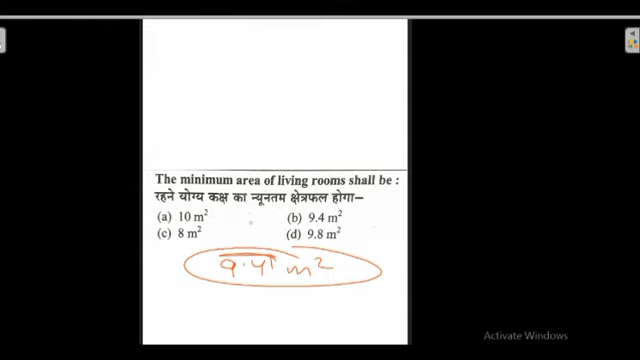 The minimum area of living rooms shall be :
रहने योग्य कक्ष का न्यूनतम क्षेत्रफल होगा–
(a) 10 m² (b) 9.4 m²
(c) 8 m² (d) 9.8 m²
9.4 m²
Activate Windows